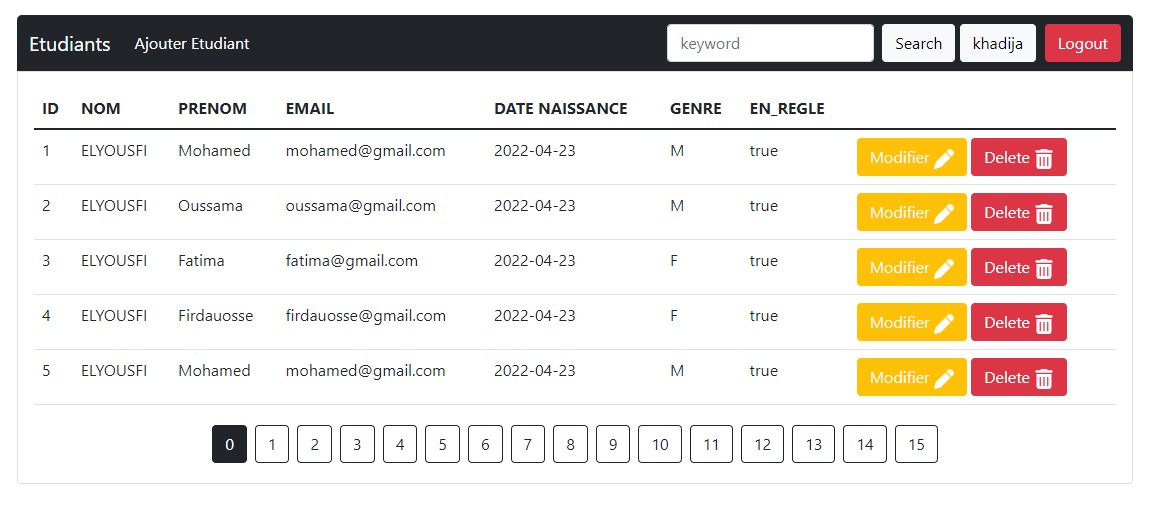 Etudiants Ajouter Etudiant keyword Search khadija Logout
ID NOM PRENOM EMAIL DATE NAISSANCE GENRE EN_REGLE
1 ELYOUSFI Mohamed mohamed@gmail.com 2022-04-23 M true Modifier Delete
2 ELYOUSFI Oussama oussama@gmail.com 2022-04-23 M true Modifier Delete
3 ELYOUSFI Fatima fatima@gmail.com 2022-04-23 F true Modifier Delete
4 ELYOUSFI Firdauosse firdauosse@gmail.com 2022-04-23 F true Modifier Delete
5 ELYOUSFI Mohamed mohamed@gmail.com 2022-04-23 M true Modifier Delete
0 1 2 3 4 5 6 7 8 9 10 11 12 13 14 15